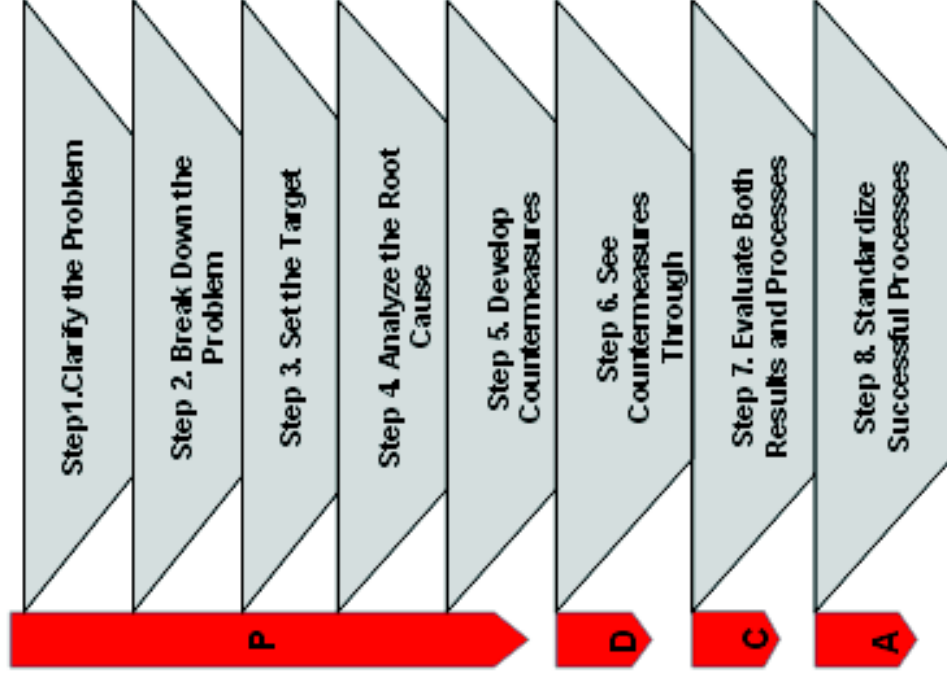 Step1.Clarify the Problem
Step 2. Break Down the
Problem
Step 3. Set the Target
Step 4. Analyze the Root
Cause
Step 5. Develop
Countermeasures
Step 6. See
Countermeasures
Through
Step 7. Evaluate Both
Results and Processes
Step 8. Standardize
Successful Processes
P
D
C
A